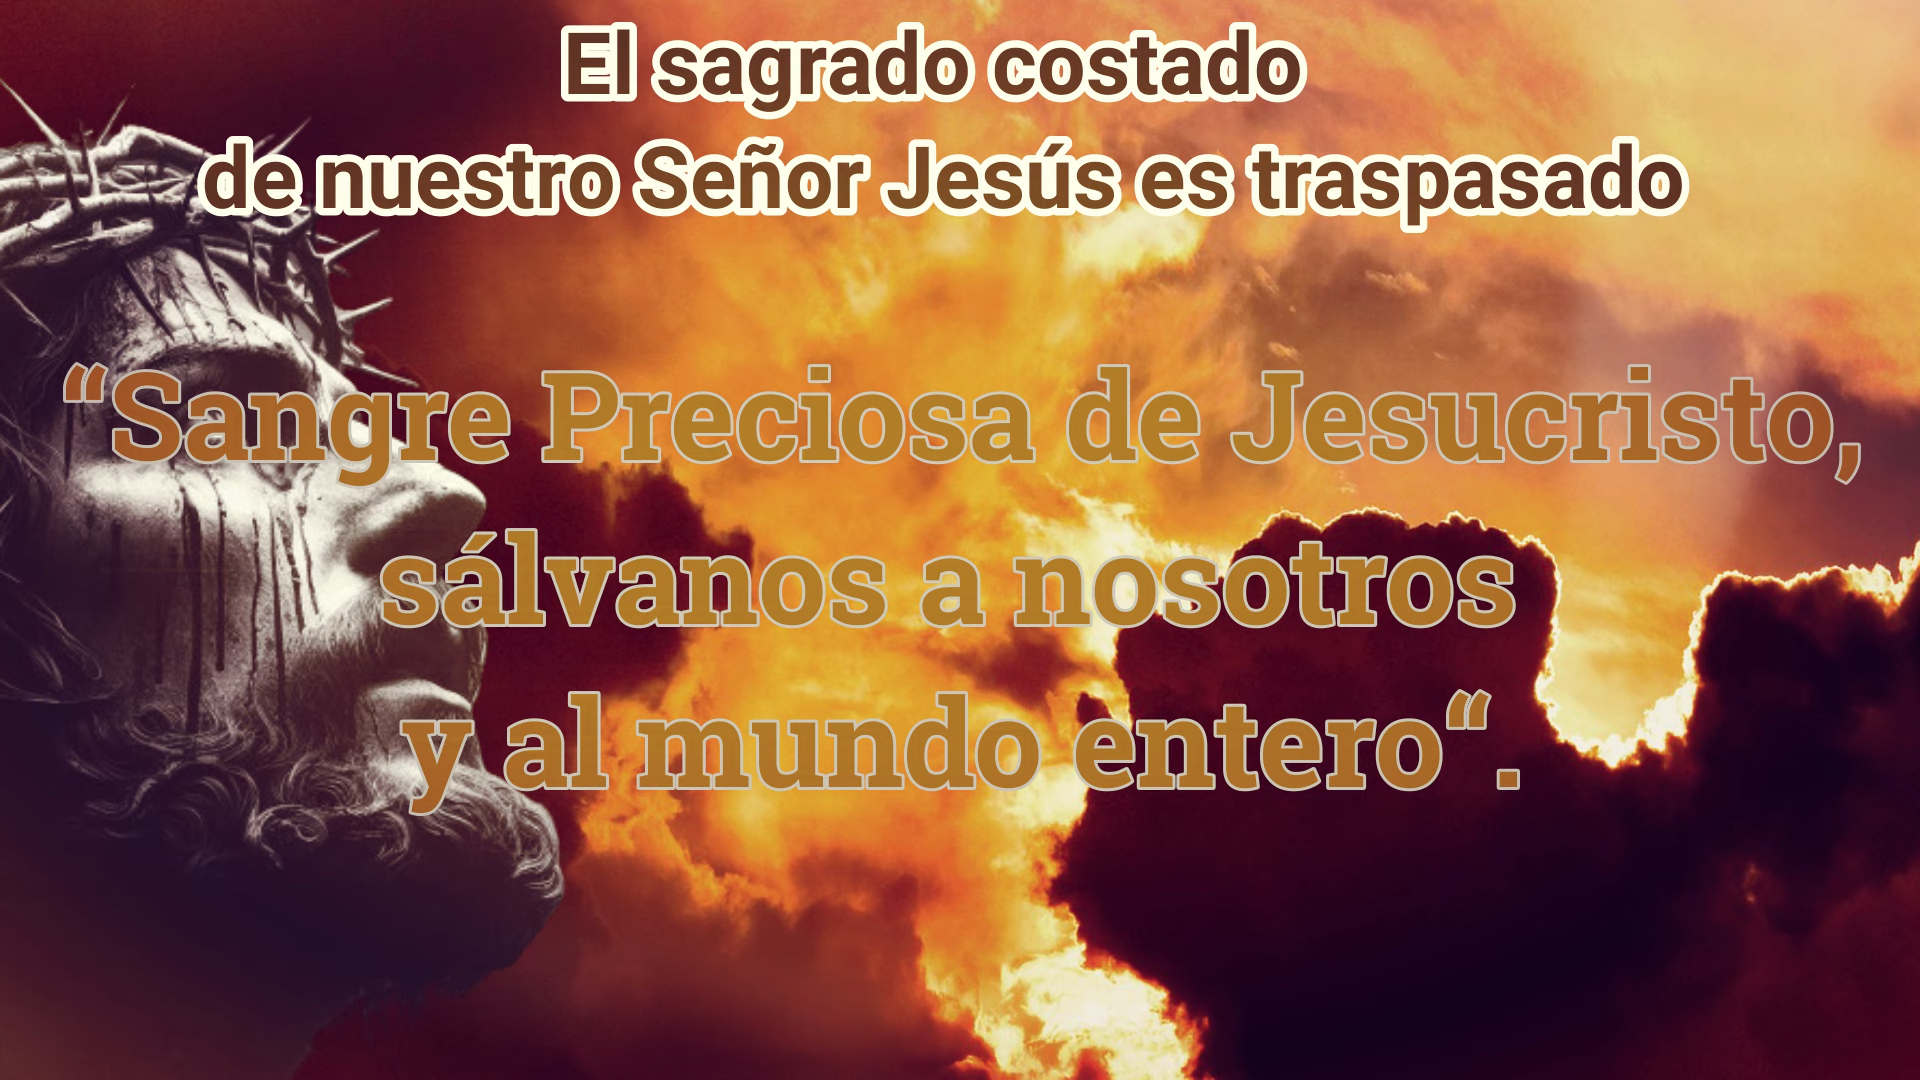 El sagrado costado
de nuestro Señor Jesús es traspasado
“Sangre Preciosa de Jesucristo,
sálvanos a nosotros
y al mundo entero“.